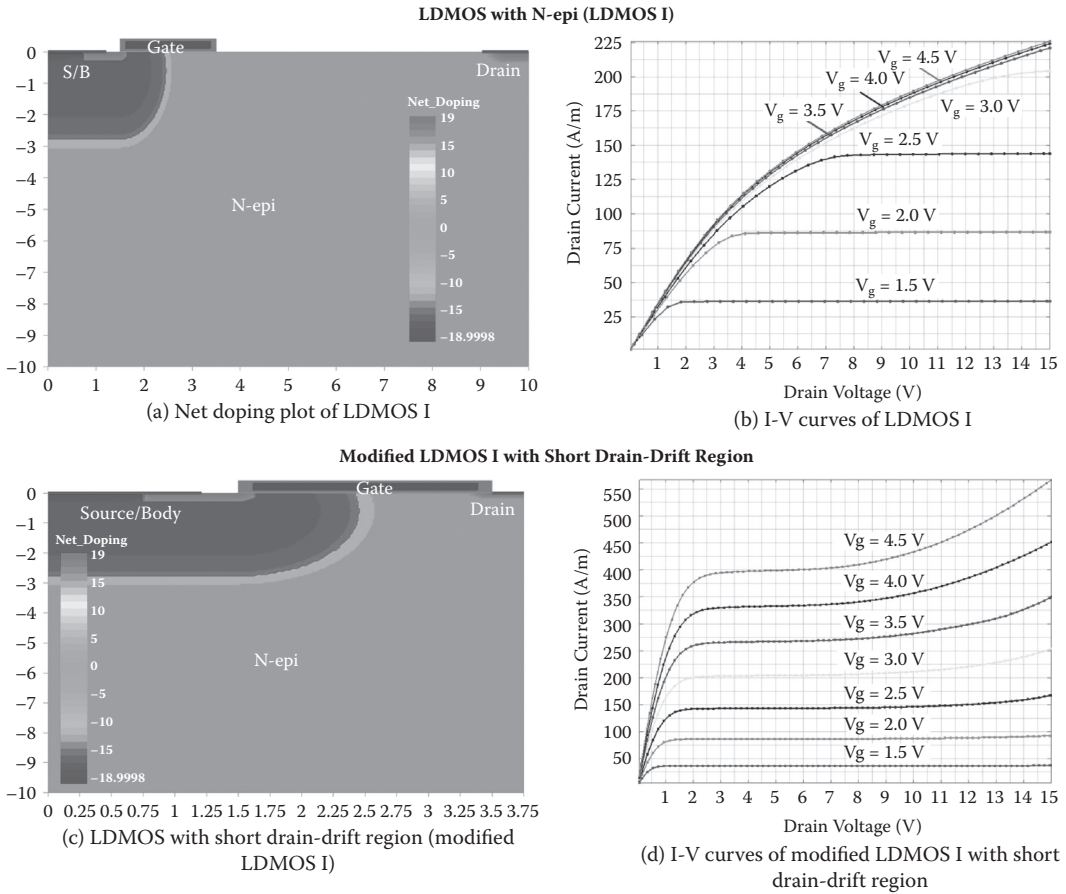 LDMOS with N-epi (LDMOS I)
Gate
S/B
Drain
Net_Doping
19
15
10
5
0
−5
−10
−15
−18.9998
N-epi
0
−1
−2
−3
−4
−5
−6
−7
−8
−9
−10
0 1 2 3 4 5 6 7 8 9 10
(a) Net doping plot of LDMOS I
Drain Current (A/m)
225
200
175
150
125
100
75
50
25
Vg = 4.5 V
Vg = 4.0 V
Vg = 3.5 V
Vg = 3.0 V
Vg = 2.5 V
Vg = 2.0 V
Vg = 1.5 V
1 2 3 4 5 6 7 8 9 10 11 12 13 14 15
Drain Voltage (V)
(b) I-V curves of LDMOS I
Modified LDMOS I with Short Drain-Drift Region
Gate
Source/Body
Drain
Net_Doping
19
15
10
5
0
−5
−10
−15
−18.9998
N-epi
0
−1
−2
−3
−4
−5
−6
−7
−8
−9
−10
0 0.25 0.5 0.75 1 1.25 1.5 1.75 2 2.25 2.5 2.75 3 3.25 3.5 3.75
(c) LDMOS with short drain-drift region (modified
LDMOS I)
Drain Current (A/m)
550
500
450
400
350
300
250
200
150
100
50
Vg = 4.5 V
Vg = 4.0 V
Vg = 3.5 V
Vg = 3.0 V
Vg = 2.5 V
Vg = 2.0 V
Vg = 1.5 V
1 2 3 4 5 6 7 8 9 10 11 12 13 14 15
Drain Voltage (V)
(d) I-V curves of modified LDMOS I with short
drain-drift region